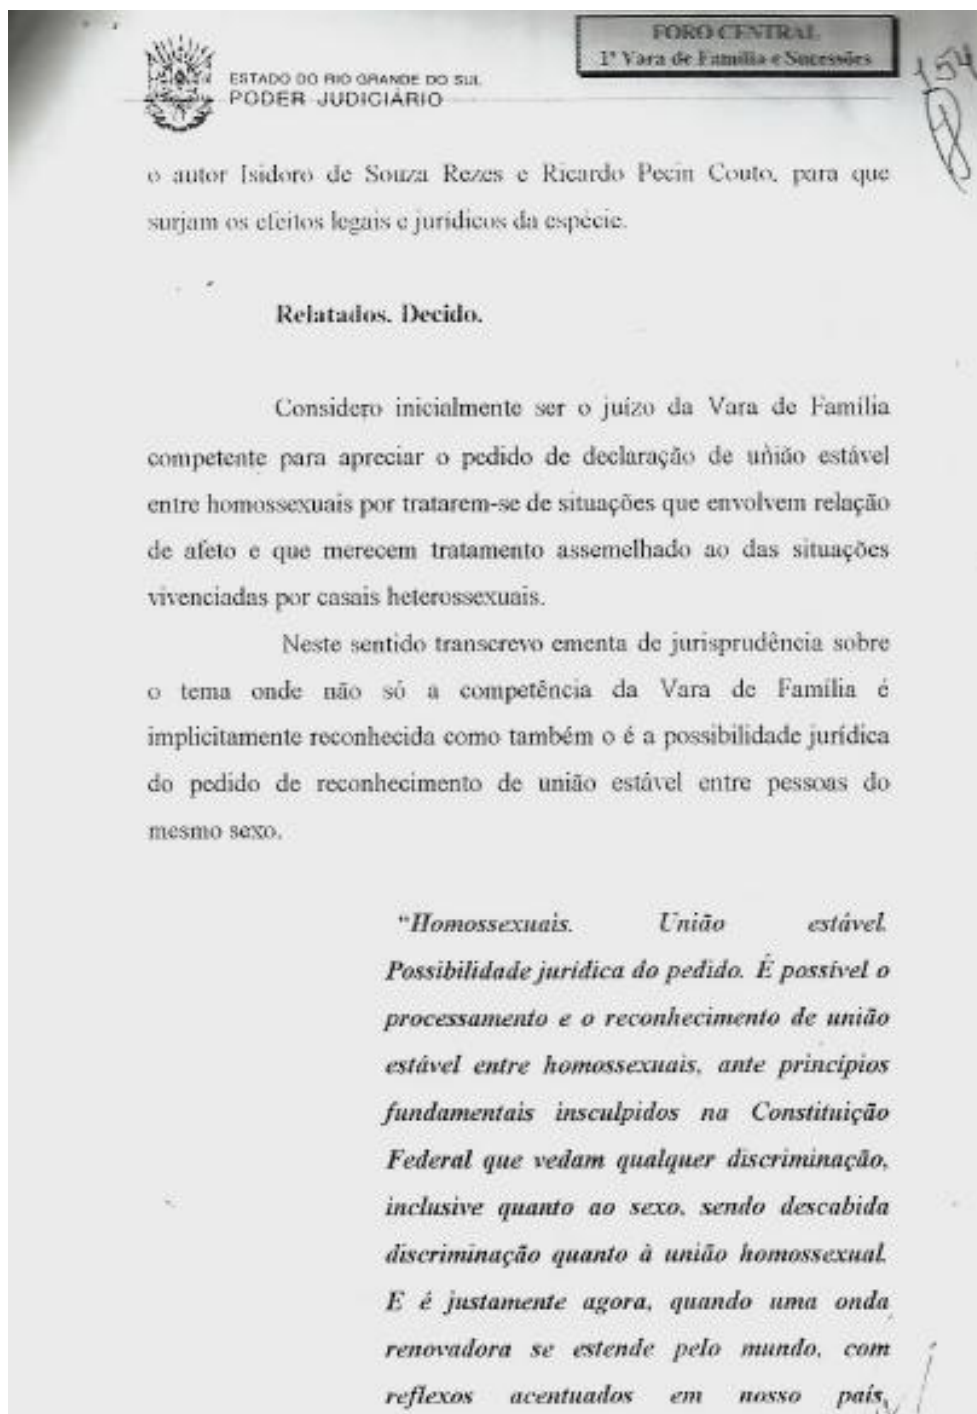 FORO CENTRAL
1ª Vara de Família e Sucessões
154
ESTADO DO RIO GRANDE DO SUL
PODER JUDICIÁRIO
o autor Isidoro de Souza Rezes e Ricardo Pecin Couto, para que
surjam os efeitos legais e jurídicos da espécie.
Relatados. Decido.
Considero inicialmente ser o juízo da Vara de Família
competente para apreciar o pedido de declaração de união estável
entre homossexuais por tratarem-se de situações que envolvem relação
de afeto e que merecem tratamento assemelhado ao das situações
vivenciadas por casais heterossexuais.
Neste sentido transcrevo ementa de jurisprudência sobre
o tema onde não só a competência da Vara de Família é
implicitamente reconhecida como também o é a possibilidade jurídica
do pedido de reconhecimento de união estável entre pessoas do
mesmo sexo.
“Homossexuais. União estável.
Possibilidade jurídica do pedido. É possível o
processamento e o reconhecimento de união
estável entre homossexuais, ante princípios
fundamentais insculpidos na Constituição
Federal que vedam qualquer discriminação,
inclusive quanto ao sexo, sendo descabida
discriminação quanto à união homossexual.
E é justamente agora, quando uma onda
renovadora se estende pelo mundo, com
reflexos acentuados em nosso país,